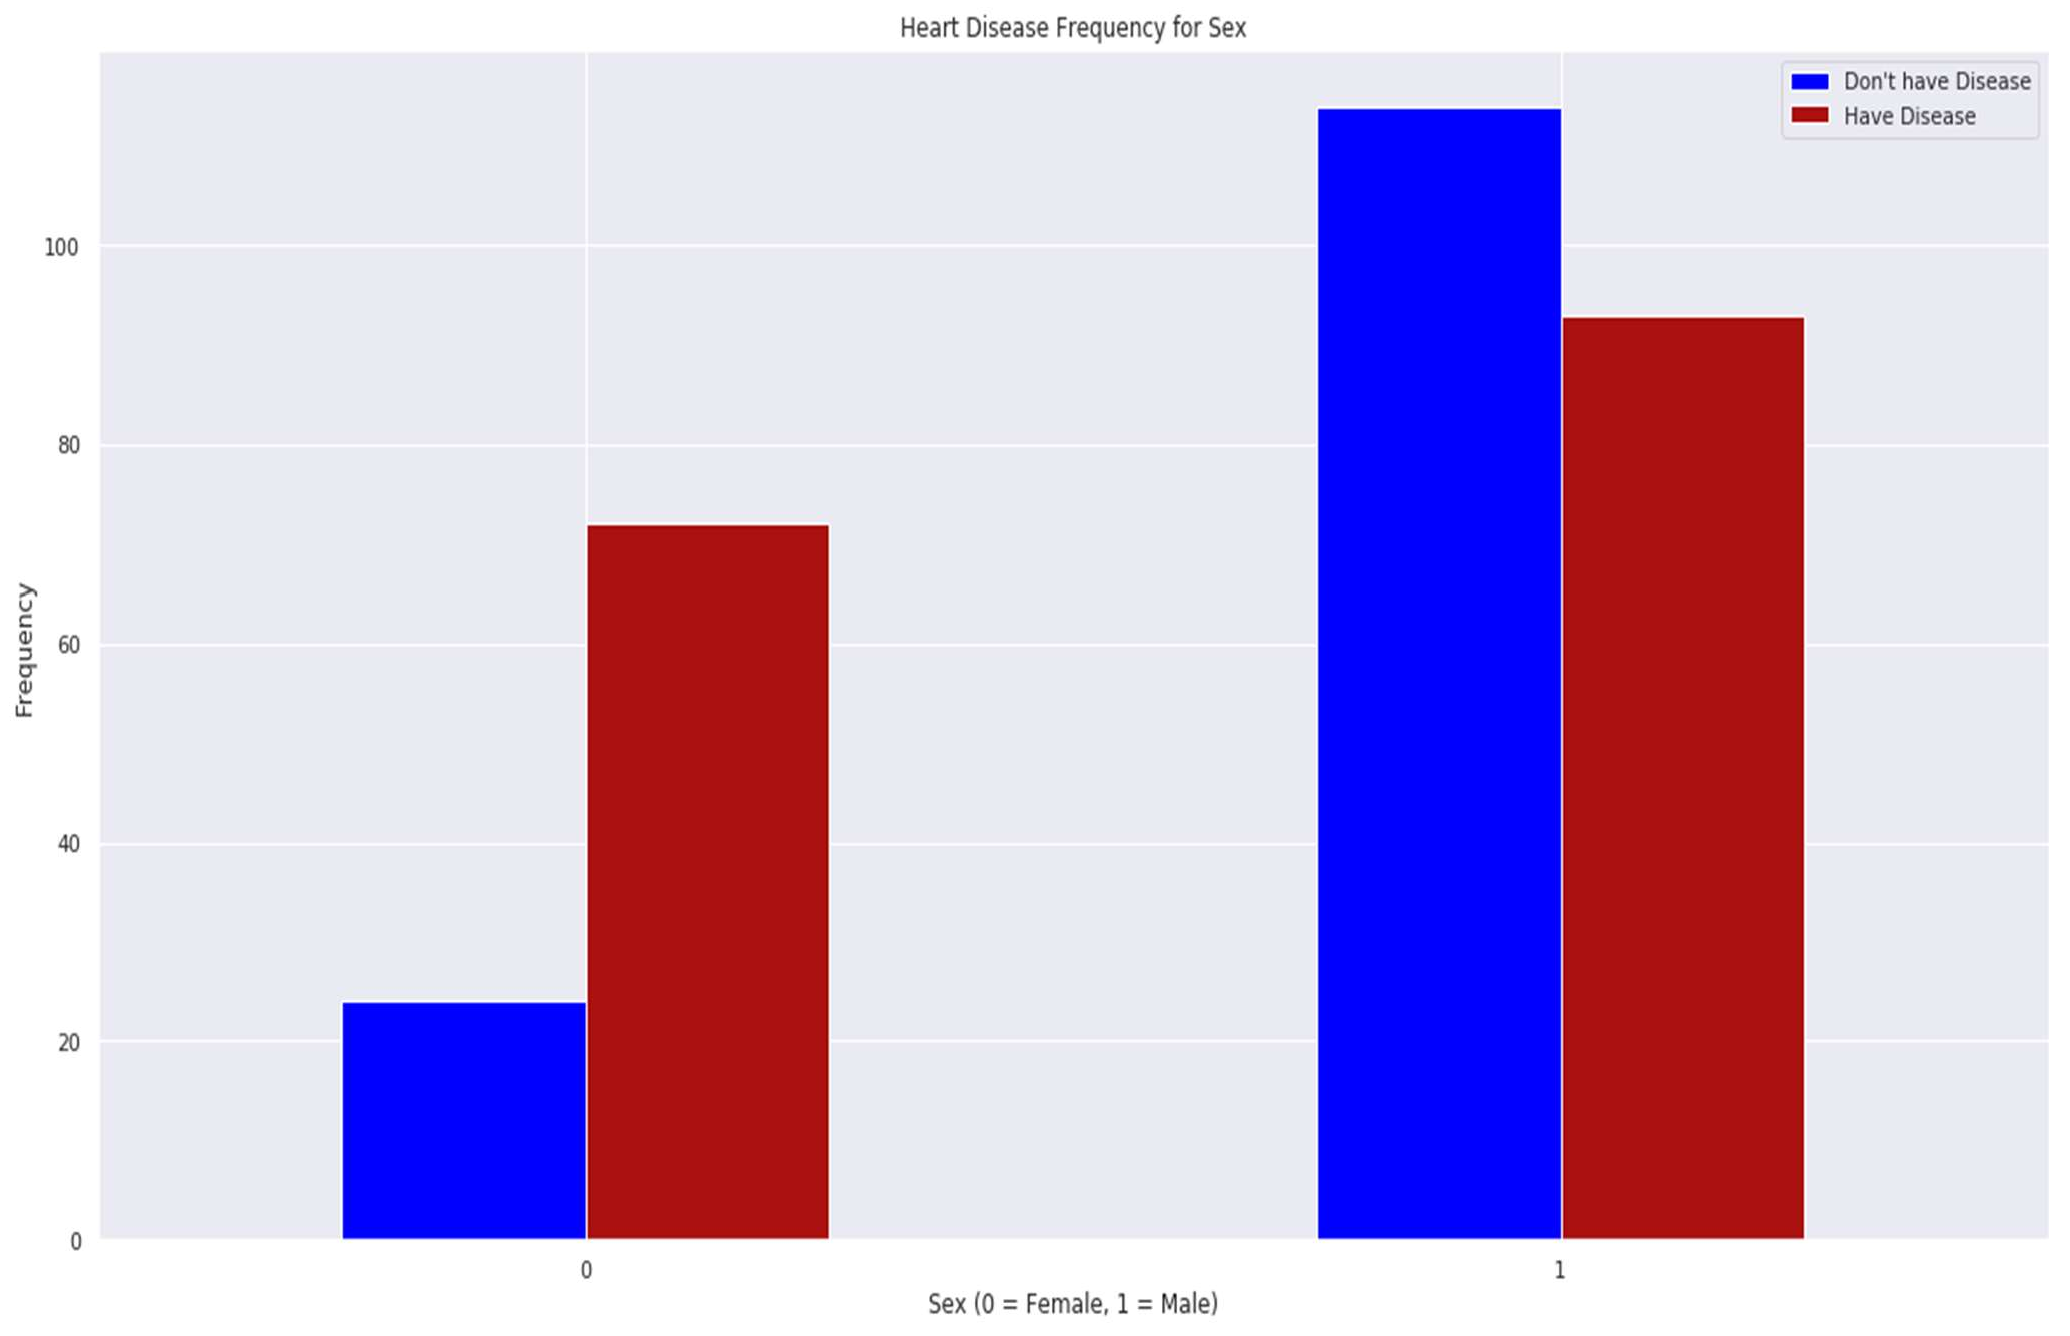 Heart Disease Frequency for Sex
Don't have Disease
Have Disease
Frequency
100
80
60
40
20
0
0
1
Sex (0 = Female, 1 = Male)